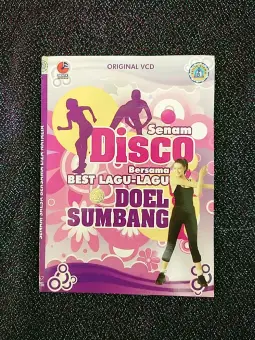 ORIGINAL VCD
Senam
Disco
Bersama
BEST LAGU-LAGU
DOEL
SUMBANG